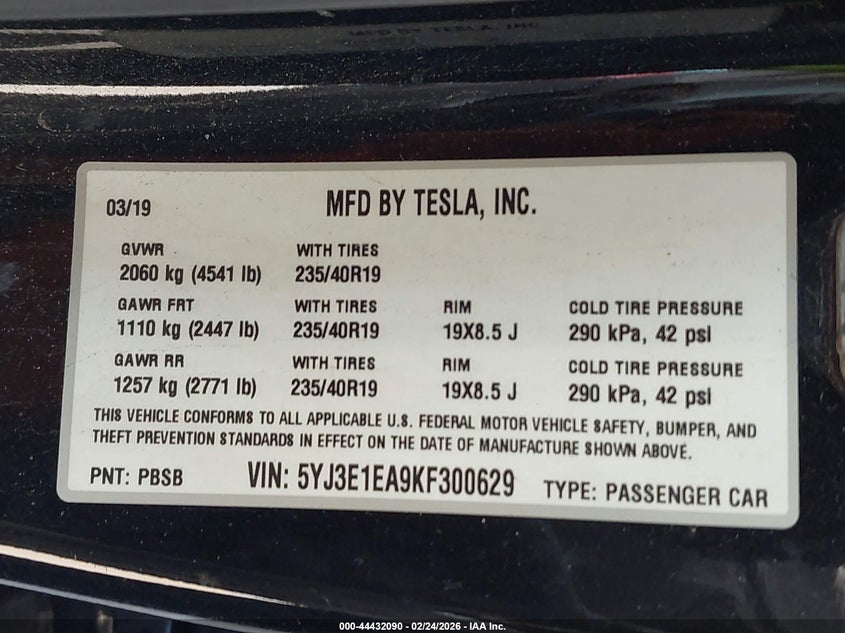 MFD BY TESLA, INC.
03/19 MFD BY TESLA, INC.
GVWR WITH TIRES
2060 kg (4541 lb) 235/40R19
GAWR FRT WITH TIRES RIM COLD TIRE PRESSURE
1110 kg (2447 lb) 235/40R19 19X8.5 J 290 kPa, 42 psi
GAWR RR WITH TIRES RIM COLD TIRE PRESSURE
1257 kg (2771 lb) 235/40R19 19X8.5 J 290 kPa, 42 psi
THIS VEHICLE CONFORMS TO ALL APPLICABLE U.S. FEDERAL MOTOR VEHICLE SAFETY, BUMPER, AND
THEFT PREVENTION STANDARDS IN EFFECT ON THE DATE OF MANUFACTURE SHOWN ABOVE.
PNT: PBSB VIN: 5YJ3E1EA9KF300629 TYPE: PASSENGER CAR
000-44432090 - 02/24/2026 - IAA Inc.